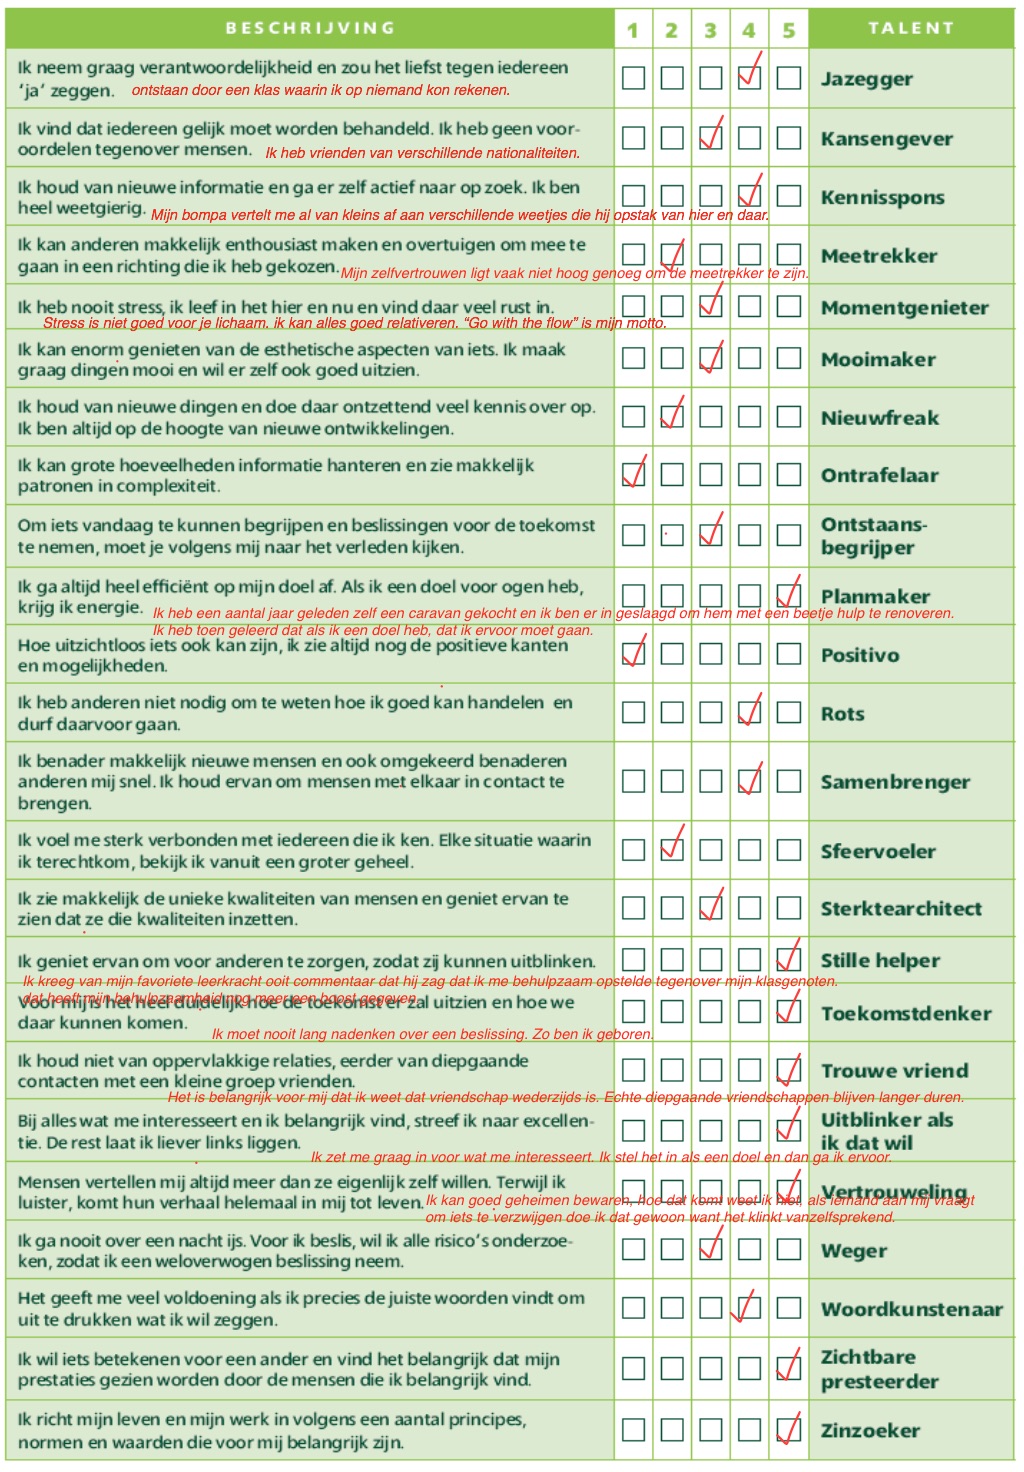 BESCHRIJVING 1 2 3 4 5 TALENT
Ik neem graag verantwoordelijkheid en zou het liefst tegen iedereen
‘ja’ zeggen. ontstaan door een klas waarin ik op niemand kon rekenen.
Jazegger
Ik vind dat iedereen gelijk moet worden behandeld. Ik heb geen voor-
oordelen tegenover mensen. Ik heb vrienden van verschillende nationaliteiten.
Kansengever
Ik houd van nieuwe informatie en ga er zelf actief naar op zoek. Ik ben
heel weetgierig. Mijn bompa vertelt me al van kleins af aan verschillende weetjes die hij opstak van hier en daar.
Kennisspons
Ik kan anderen makkelijk enthousiast maken en overtuigen om mee te
gaan in een richting die ik heb gekozen. Mijn zelfvertrouwen ligt vaak niet hoog genoeg om de meetrekker te zijn.
Meetrekker
Ik heb nooit stress, ik leef in het hier en nu en vind daar veel rust in.
Stress is niet goed voor je lichaam. ik kan alles goed relativeren. “Go with the flow” is mijn motto.
Momentgenieter
Ik kan enorm genieten van de esthetische aspecten van iets. Ik maak
graag dingen mooi en wil er zelf ook goed uitzien.
Mooimaker
Ik houd van nieuwe dingen en doe daar ontzettend veel kennis over op.
Ik ben altijd op de hoogte van nieuwe ontwikkelingen.
Nieuwfreak
Ik kan grote hoeveelheden informatie hanteren en zie makkelijk
patronen in complexiteit.
Ontrafelaar
Om iets vandaag te kunnen begrijpen en beslissingen voor de toekomst
te nemen, moet je volgens mij naar het verleden kijken.
Ontstaans-
begrijper
Ik ga altijd heel efficiënt op mijn doel af. Als ik een doel voor ogen heb,
krijg ik energie. Ik heb een aantal jaar geleden zelf een caravan gekocht en ik ben er in geslaagd om hem met een beetje hulp te renoveren.
Ik heb toen geleerd dat als ik een doel heb, dat ik ervoor moet gaan.
Planmaker
Hoe uitzichtloos iets ook kan zijn, ik zie altijd nog de positieve kanten
en mogelijkheden.
Positivo
Ik heb anderen niet nodig om te weten hoe ik goed kan handelen en
durf daarvoor gaan.
Rots
Ik benader makkelijk nieuwe mensen en ook omgekeerd benaderen
anderen mij snel. Ik houd ervan om mensen met elkaar in contact te
brengen.
Samenbrenger
Ik voel me sterk verbonden met iedereen die ik ken. Elke situatie waarin
ik terechtkom, bekijk ik vanuit een groter geheel.
Sfeervoeler
Ik zie makkelijk de unieke kwaliteiten van mensen en geniet ervan te
zien dat ze die kwaliteiten inzetten.
Sterktearchitect
Ik geniet ervan om voor anderen te zorgen, zodat zij kunnen uitblinken.
Stille helper
Ik kreeg van mijn favoriete leerkracht ooit commentaar dat hij zag dat ik me behulpzaam opstelde tegenover mijn klasgenoten.
dat heeft mijn behulpzaamheid nog meer een boost gegeven.
Voor mij is het heel duidelijk hoe de toekomst er zal uitzien en hoe we
daar kunnen komen. Ik moet nooit lang nadenken over een beslissing. Zo ben ik geboren.
Toekomstdenker
Ik houd niet van oppervlakkige relaties, eerder van diepgaande
contacten met een kleine groep vrienden.
Trouwe vriend
Het is belangrijk voor mij dat ik weet dat vriendschap wederzijds is. Echte diepgaande vriendschappen blijven langer duren.
Bij alles wat me interesseert en ik belangrijk vind, streef ik naar excellen-
tie. De rest laat ik liever links liggen.
Uitblinker als
ik dat wil
Ik zet me graag in voor wat me interesseert. Ik stel het in als een doel en dan ga ik ervoor.
Mensen vertellen mij altijd meer dan ze eigenlijk zelf willen. Terwijl ik
luister, komt hun verhaal helemaal in mij tot leven. Ik kan goed geheimen bewaren, hoe dat komt weet ik niet, als iemand aan mij vraagt
om iets te verzwijgen doe ik dat gewoon want het klinkt vanzelfsprekend.
Vertrouweling
Ik ga nooit over een nacht ijs. Voor ik beslis, wil ik alle risico’s onderzoe-
ken, zodat ik een weloverwogen beslissing neem.
Weger
Het geeft me veel voldoening als ik precies de juiste woorden vindt om
uit te drukken wat ik wil zeggen.
Woordkunstenaar
Ik wil iets betekenen voor een ander en vind het belangrijk dat mijn
prestaties gezien worden door de mensen die ik belangrijk vind.
Zichtbare
presteerder
Ik richt mijn leven en mijn werk in volgens een aantal principes,
normen en waarden die voor mij belangrijk zijn.
Zinzoeker